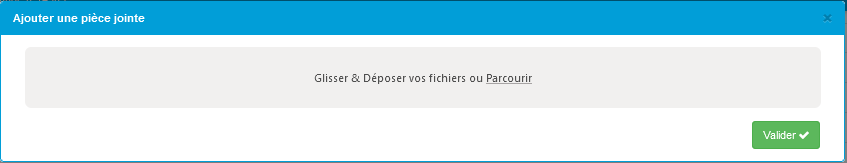 Ajouter une pièce jointe
Glisser & Déposer vos fichiers ou Parcourir
Valider